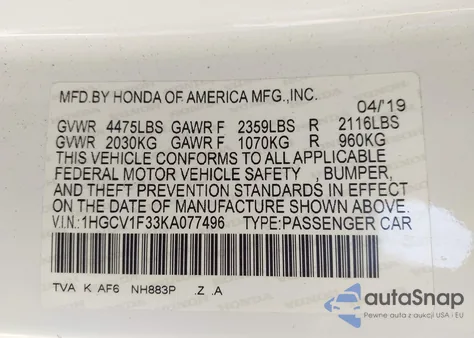 MFD.BY HONDA OF AMERICA MFG.,INC.
04/'19
GVWR 4475LBS GAWR F 2359LBS R 2116LBS
GVWR 2030KG GAWR F 1070KG R 960KG
THIS VEHICLE CONFORMS TO ALL APPLICABLE
FEDERAL MOTOR VEHICLE SAFETY , BUMPER,
AND THEFT PREVENTION STANDARDS IN EFFECT
ON THE DATE OF MANUFACTURE SHOWN ABOVE.
V.I.N.:1HGCV1F33KA077496 TYPE:PASSENGER CAR
TVA K AF6 NH883P .Z .A
autoSnap
Pewne auta z aukcji USA i EU